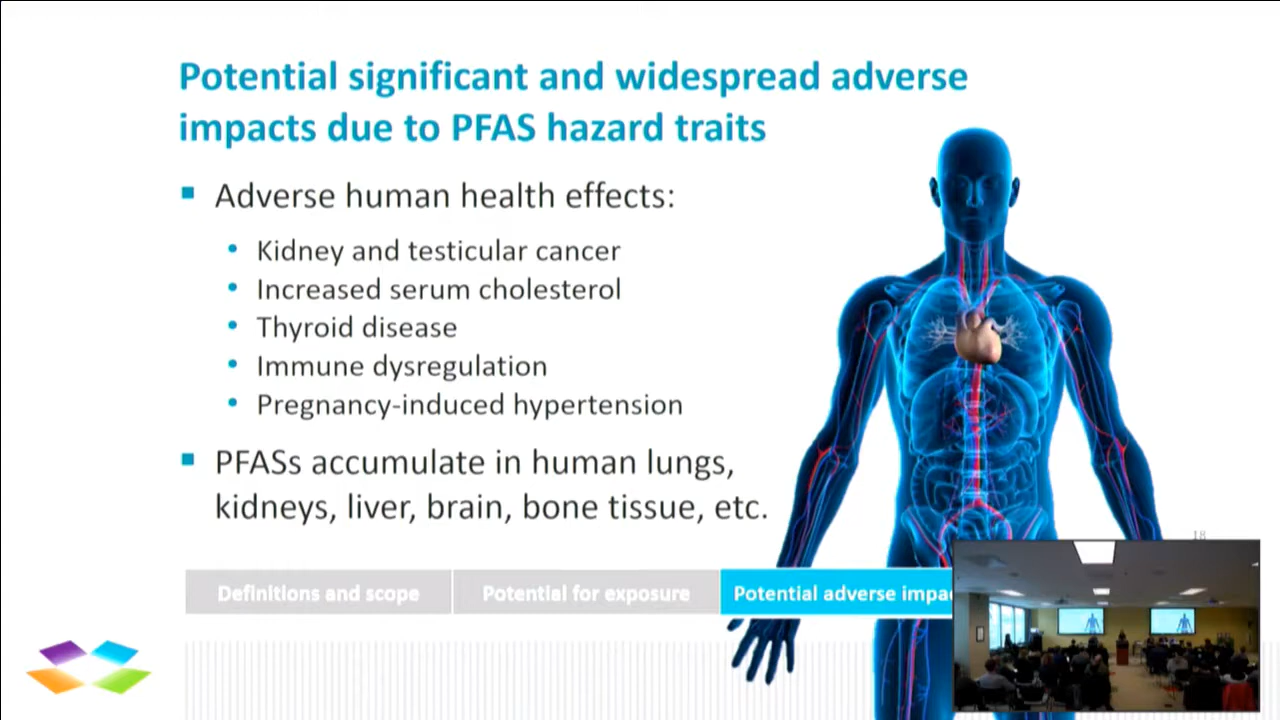 Potential significant and widespread adverse
impacts due to PFAS hazard traits
Adverse human health effects:
Kidney and testicular cancer
Increased serum cholesterol
Thyroid disease
Immune dysregulation
Pregnancy-induced hypertension
PFASs accumulate in human lungs,
kidneys, liver, brain, bone tissue, etc.
18
Definitions and scope
Potential for exposure
Potential adverse